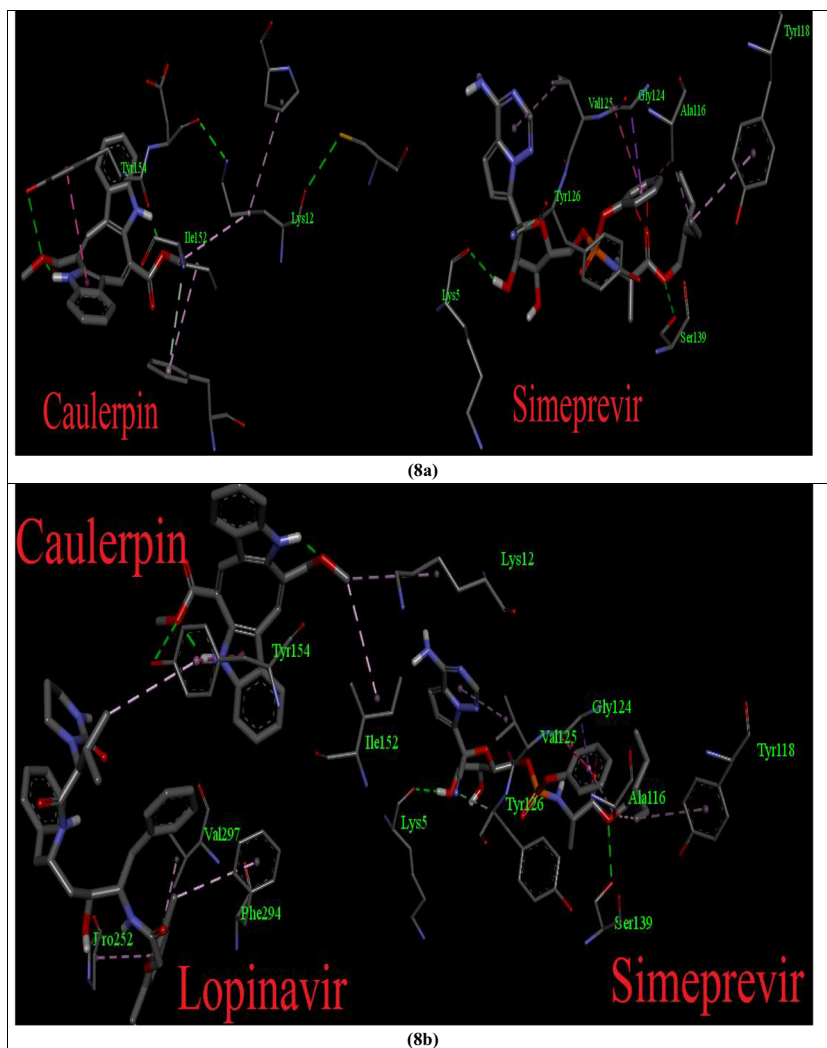 Tyr118
Val125
Gly124
Ala116
Tyr154
Lys12
Tyr126
Ile152
Lys5
Ser139
Caulerpin
Simeprevir
(8a)
Caulerpin
Lys12
Tyr154
Gly124
Ile152
Val125
Tyr118
Ala116
Tyr126
Lys5
Val297
Phe294
Ser139
Pro252
Lopinavir
Simeprevir
(8b)